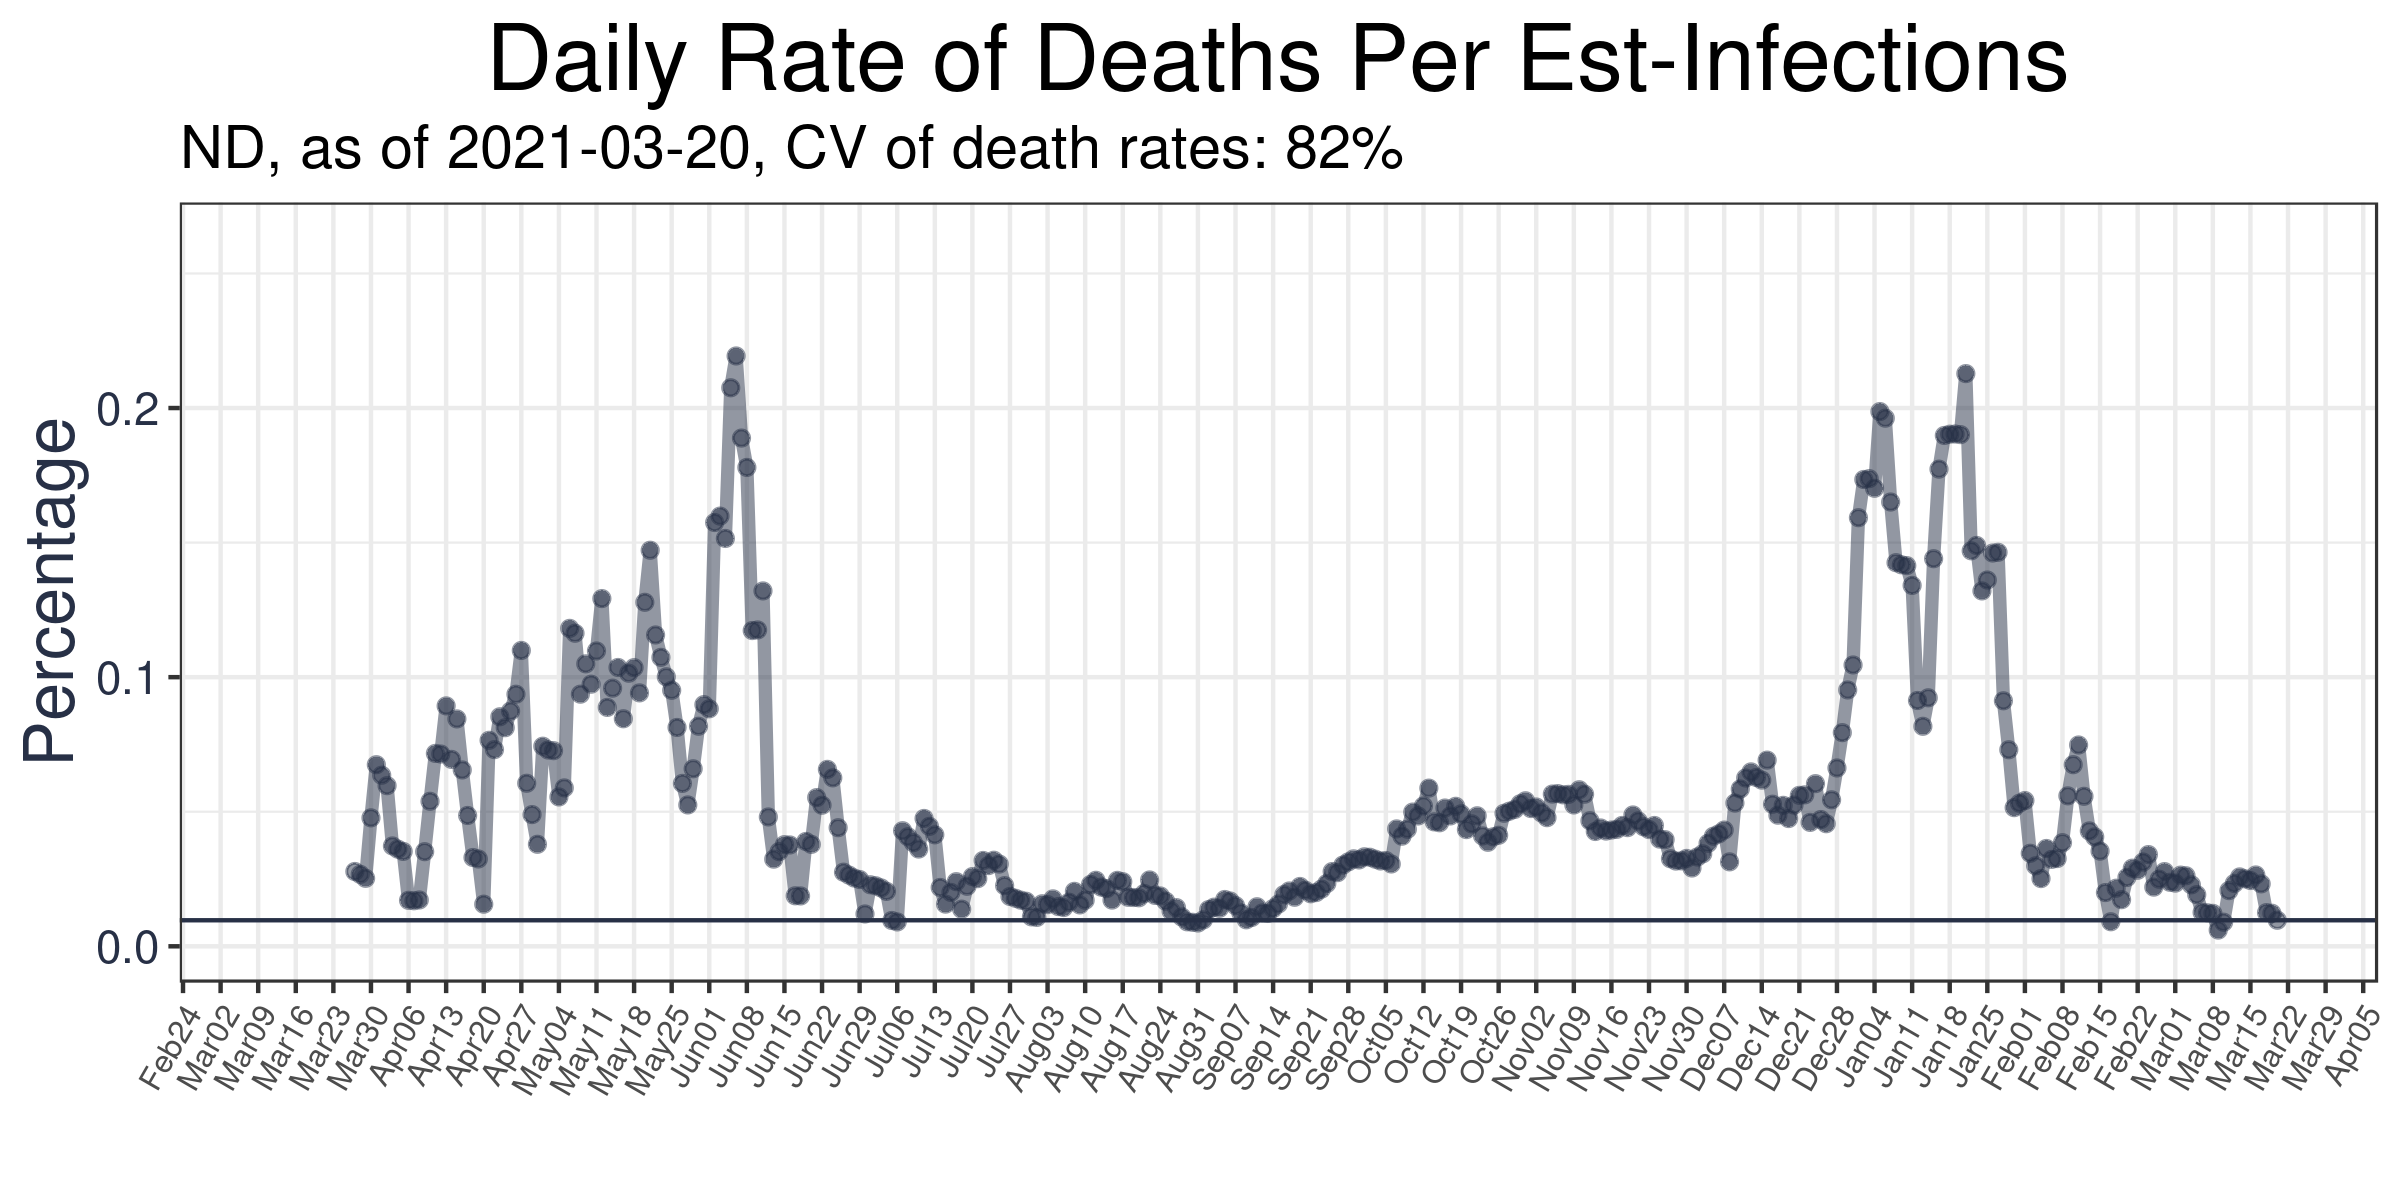 Daily Rate of Deaths Per Est-Infections
ND, as of 2021-03-20, CV of death rates: 82%
Percentage
0.2
0.1
0.0
Feb24
Mar02
Mar09
Mar16
Mar23
Mar30
Apr06
Apr13
Apr20
Apr27
May04
May11
May18
May25
Jun01
Jun08
Jun15
Jun22
Jun29
Jul06
Jul13
Jul20
Jul27
Aug03
Aug10
Aug17
Aug24
Aug31
Sep07
Sep14
Sep21
Sep28
Oct05
Oct12
Oct19
Oct26
Nov02
Nov09
Nov16
Nov23
Nov30
Dec07
Dec14
Dec21
Dec28
Jan04
Jan11
Jan18
Jan25
Feb01
Feb08
Feb15
Feb22
Mar01
Mar08
Mar15
Mar22
Mar29
Apr05